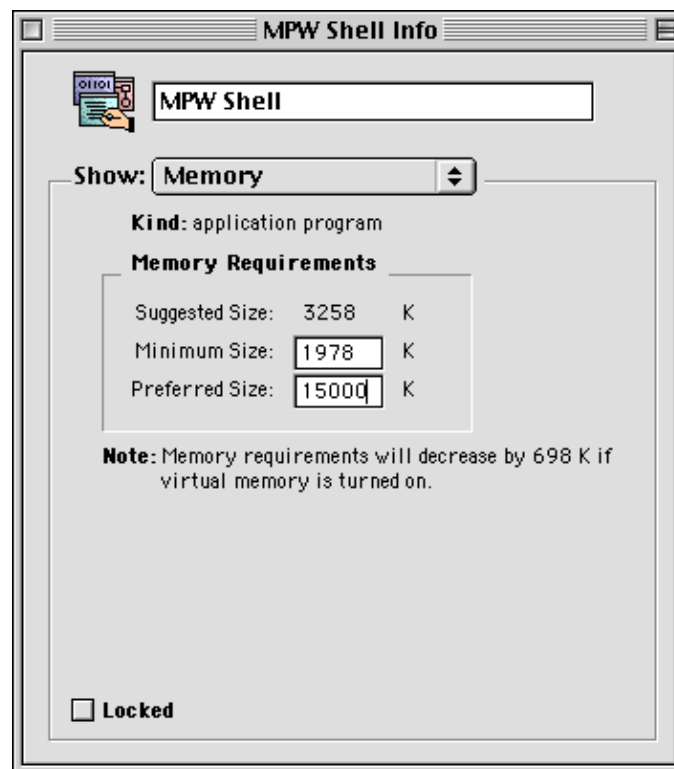 MPW Shell Info
01101
MPW Shell
Show: Memory
Kind: application program
Memory Requirements
Suggested Size: 3258 K
Minimum Size: 1978 K
Preferred Size: 15000 K
Note: Memory requirements will decrease by 698 K if
virtual memory is turned on.
Locked